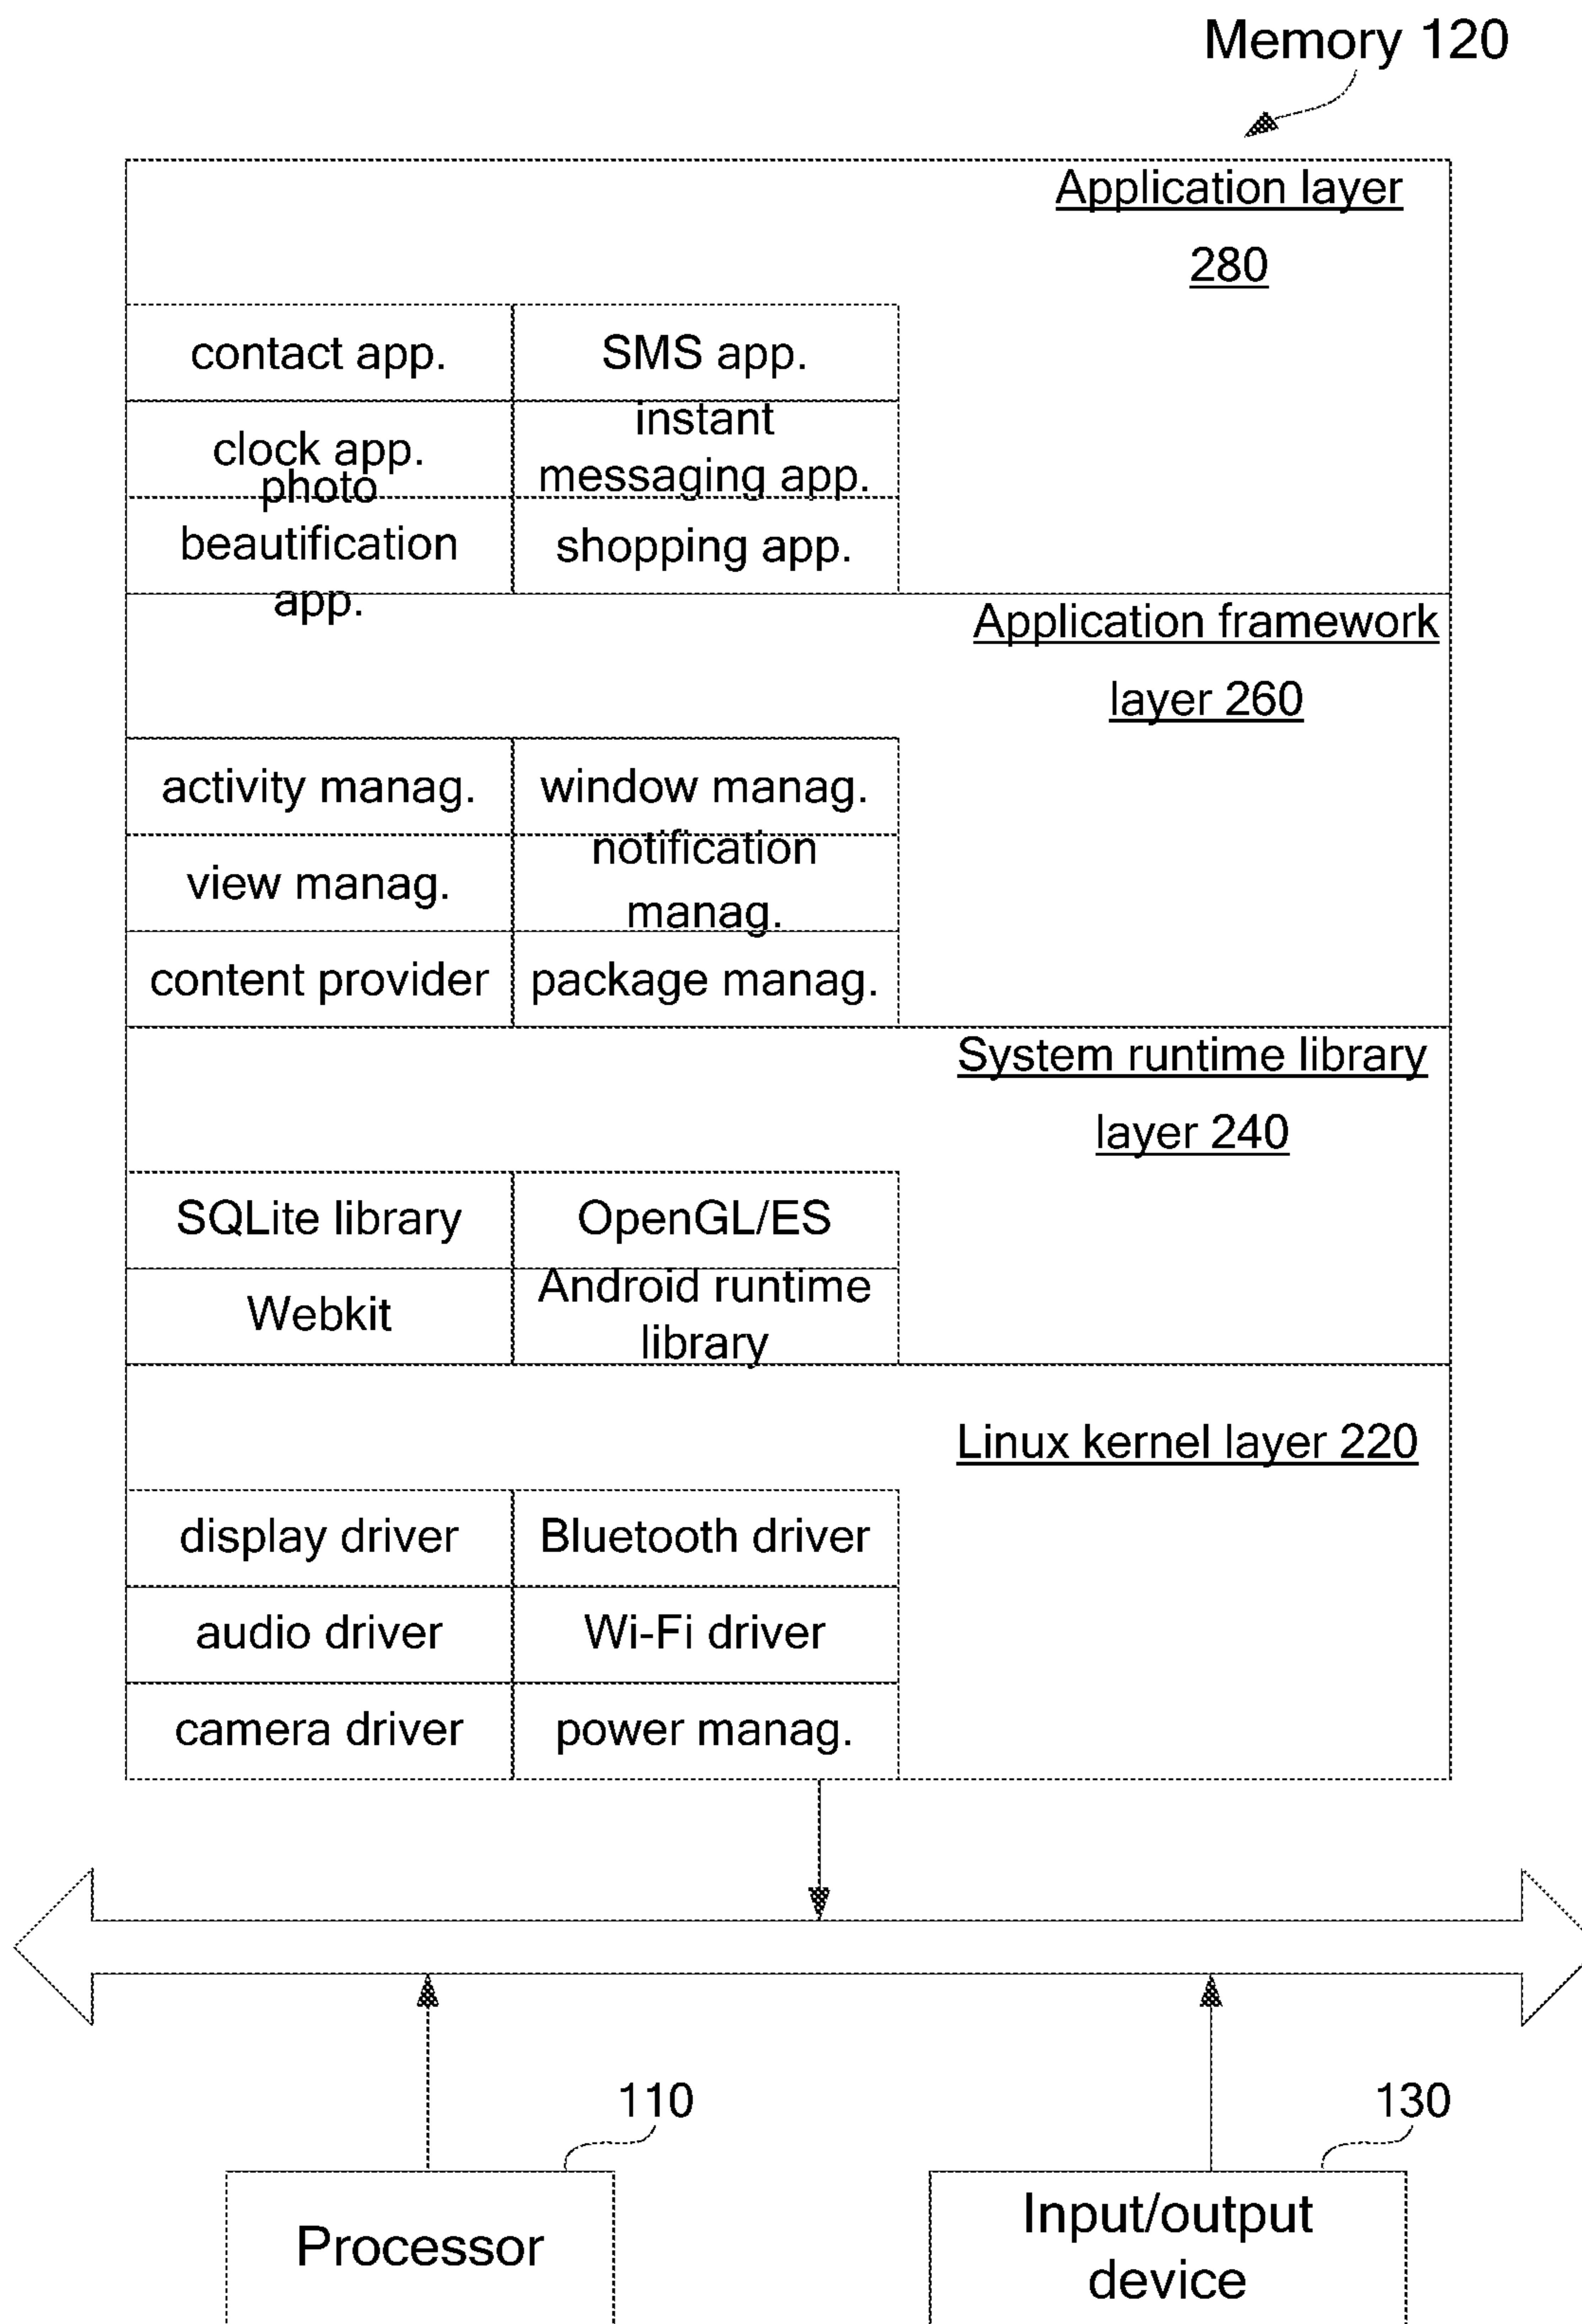 Memory 120
Application layer
280
contact app.
SMS app.
clock app.
instant
messaging app.
photo
beautification
app.
shopping app.
Application framework
layer 260
activity manag.
window manag.
view manag.
notification
manag.
content provider
package manag.
System runtime library
layer 240
SQLite library
OpenGL/ES
Webkit
Android runtime
library
Linux kernel layer 220
display driver
Bluetooth driver
audio driver
Wi-Fi driver
camera driver
power manag.
110
130
Processor
Input/output
device